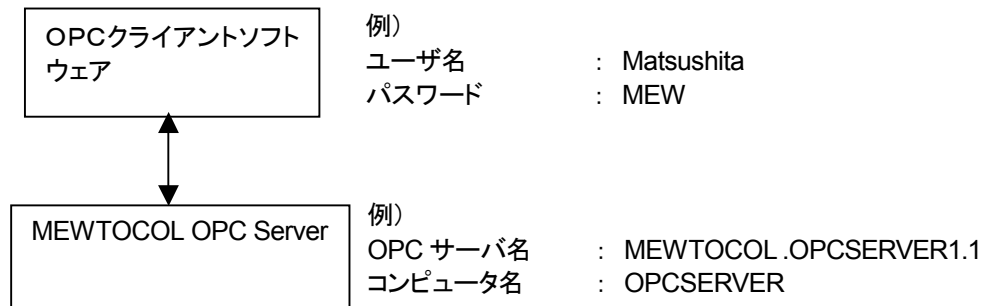 OPCクライアントソフト
ウェア
例）
ユーザ名 : Matsushita
パスワード : MEW
MEWTOCOL OPC Server
例）
OPC サーバ名 : MEWTOCOL .OPCSERVER1.1
コンピュータ名 : OPCSERVER